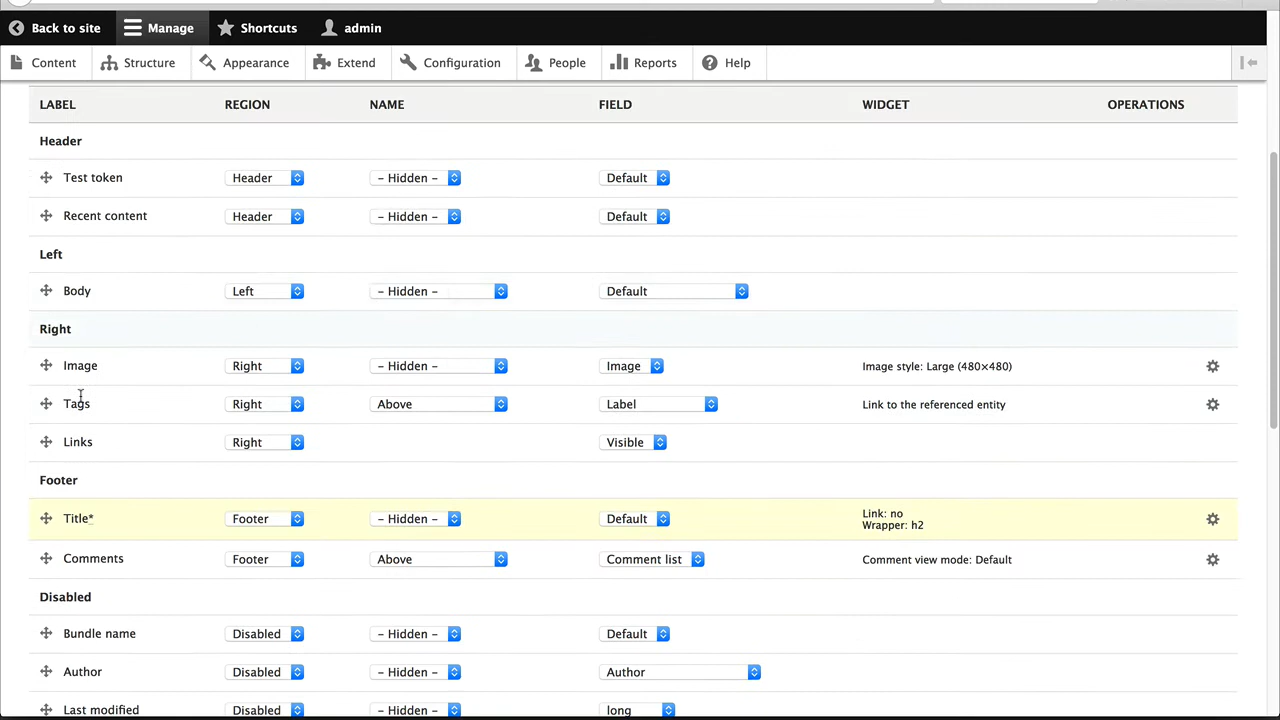 Back to site Manage Shortcuts admin
Content Structure Appearance Extend Configuration People Reports Help
LABEL REGION NAME FIELD WIDGET OPERATIONS
Header
Test token Header - Hidden - Default
Recent content Header - Hidden - Default
Left
Body Left - Hidden - Default
Right
Image Right - Hidden - Image Image style: Large (480×480)
Tags Right Above Label Link to the referenced entity
Links Right Visible
Footer
Title* Footer - Hidden - Default Link: no
Wrapper: h2
Comments Footer Above Comment list Comment view mode: Default
Disabled
Bundle name Disabled - Hidden - Default
Author Disabled - Hidden - Author
Last modified Disabled - Hidden - long